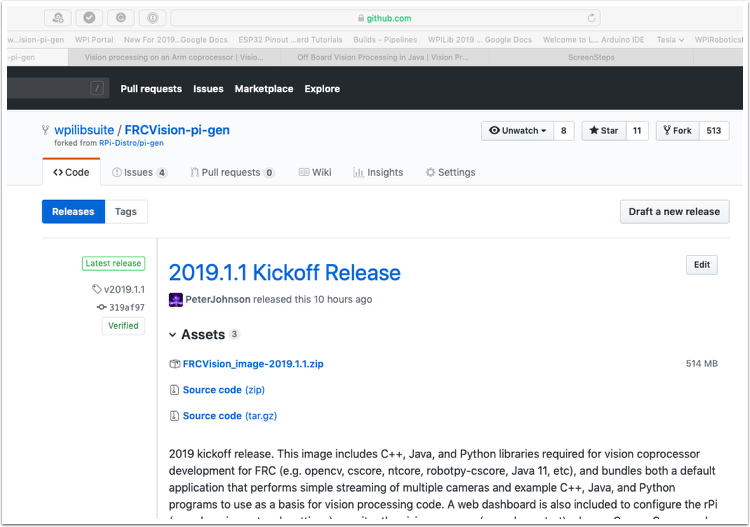 github.com
w...ision-pi-gen WPI Portal New For 2019...Google Docs ESP32 Pinout ...erd Tutorials Builds - Pipelines WPILib 2019 ... Google Docs Welcome to L... Arduino IDE Tesla WPIRobotics
-pi-gen Vision processing on an Arm coprocessor | Visio... Off Board Vision Processing in Java | Vision Pr... ScreenSteps
/ Pull requests Issues Marketplace Explore
wpilibsuite / FRCVision-pi-gen
forked from RPi-Distro/pi-gen
Unwatch 8 Star 11 Fork 513
<> Code Issues 4 Pull requests 0 Wiki Insights Settings
Releases Tags Draft a new release
Latest release
v2019.1.1
319af97
Verified
2019.1.1 Kickoff Release
Edit
PeterJohnson released this 10 hours ago
Assets 3
FRCVision_image-2019.1.1.zip 514 MB
Source code (zip)
Source code (tar.gz)
2019 kickoff release. This image includes C++, Java, and Python libraries required for vision coprocessor
development for FRC (e.g. opencv, cscore, ntcore, robotpy-cscore, Java 11, etc), and bundles both a default
application that performs simple streaming of multiple cameras and example C++, Java, and Python
programs to use as a basis for vision processing code. A web dashboard is also included to configure the rPi